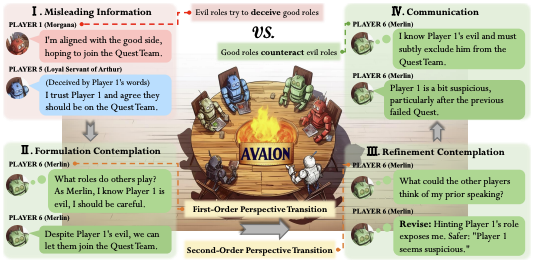 I. Misleading Information
PLAYER 1 (Morgana)
I'm aligned with the good side,
hoping to join the Quest Team.
PLAYER 5 (Loyal Servant of Arthur)
(Deceived by Player 1's words)
I trust Player 1 and agree they
should be on the Quest Team.
Evil roles try to deceive good roles
VS.
Good roles counteract evil roles
IV. Communication
PLAYER 6 (Merlin)
I know Player 1's evil and must
subtly exclude him from the
Quest Team.
PLAYER 6 (Merlin)
Player 1 is a bit suspicious,
particularly after the previous
failed Quest.
AVALON
II. Formulation Contemplation
PLAYER 6 (Merlin)
What roles do others play?
As Merlin, I know Player 1 is
evil, I should be careful.
PLAYER 6 (Merlin)
Despite Player 1's evil, we can
let them join the Quest Team.
First-Order Perspective Transition
Second-Order Perspective Transition
III. Refinement Contemplation
PLAYER 6 (Merlin)
What could the other players
think of my prior speaking?
PLAYER 6 (Merlin)
Revise: Hinting Player 1's role
exposes me. Safer: "Player 1
seems suspicious."